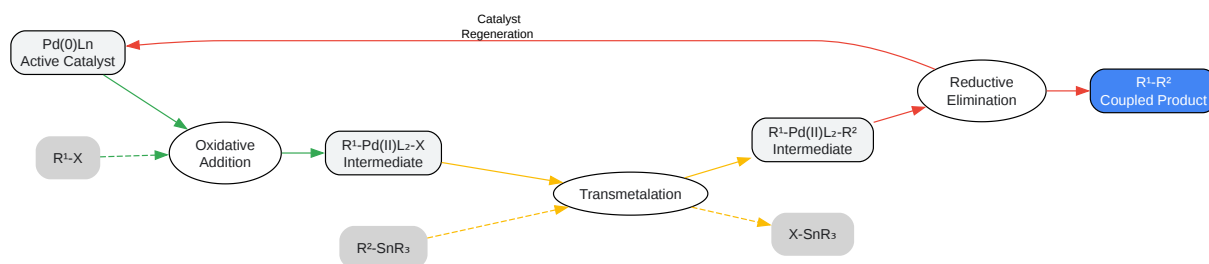 Catalyst
Regeneration
Pd(0)Ln
Active Catalyst
R¹-X
Oxidative
Addition
R¹-Pd(II)L₂-X
Intermediate
R²-SnR₃
Transmetalation
X-SnR₃
R¹-Pd(II)L₂-R²
Intermediate
Reductive
Elimination
R¹-R²
Coupled Product